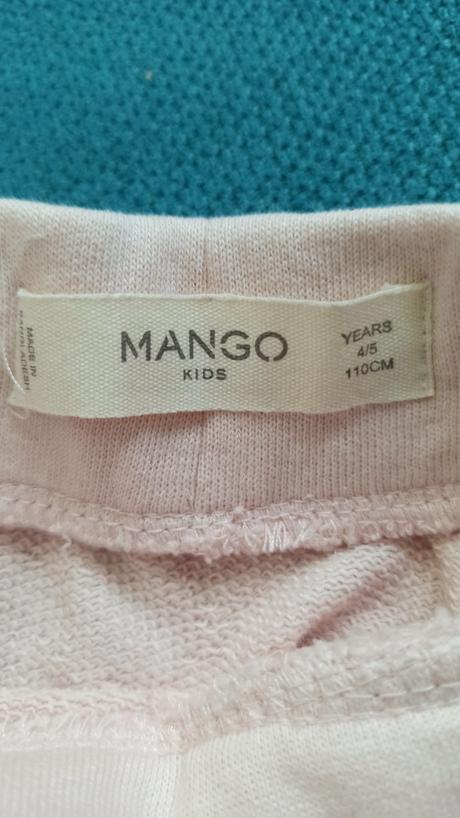 MANGO
KIDS
YEARS
4/5
110CM
MADE IN
BANGLADESH